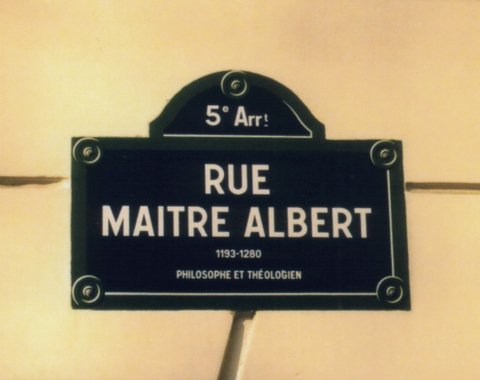 5e Arrt
RUE
MAITRE ALBERT
1193-1280
PHILOSOPHE ET THÉOLOGIEN